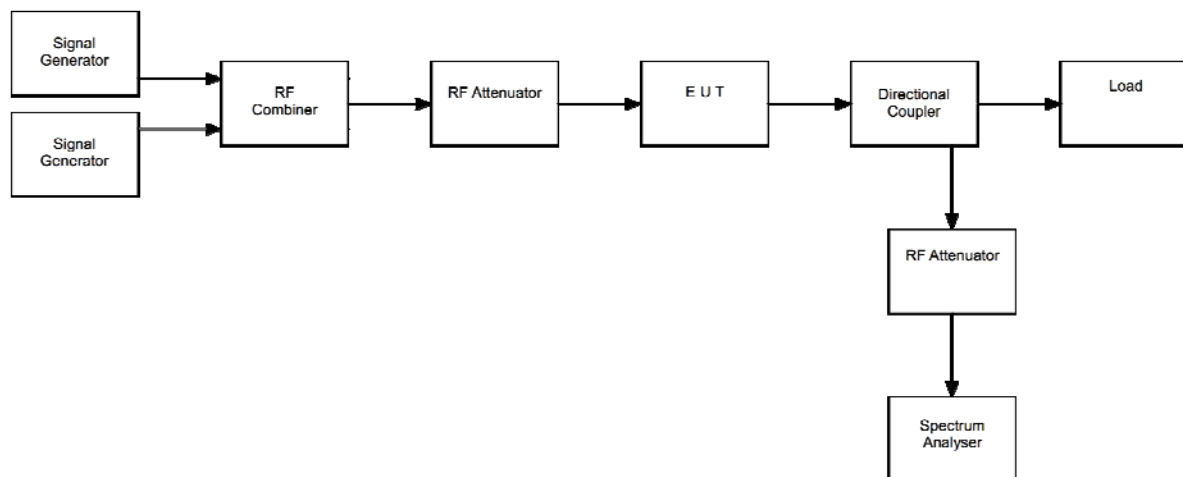 Signal
Generator
RF
Combiner
RF Attenuator
E U T
Directional
Coupler
Load
Signal
Generator
RF Attenuator
Spectrum
Analyser